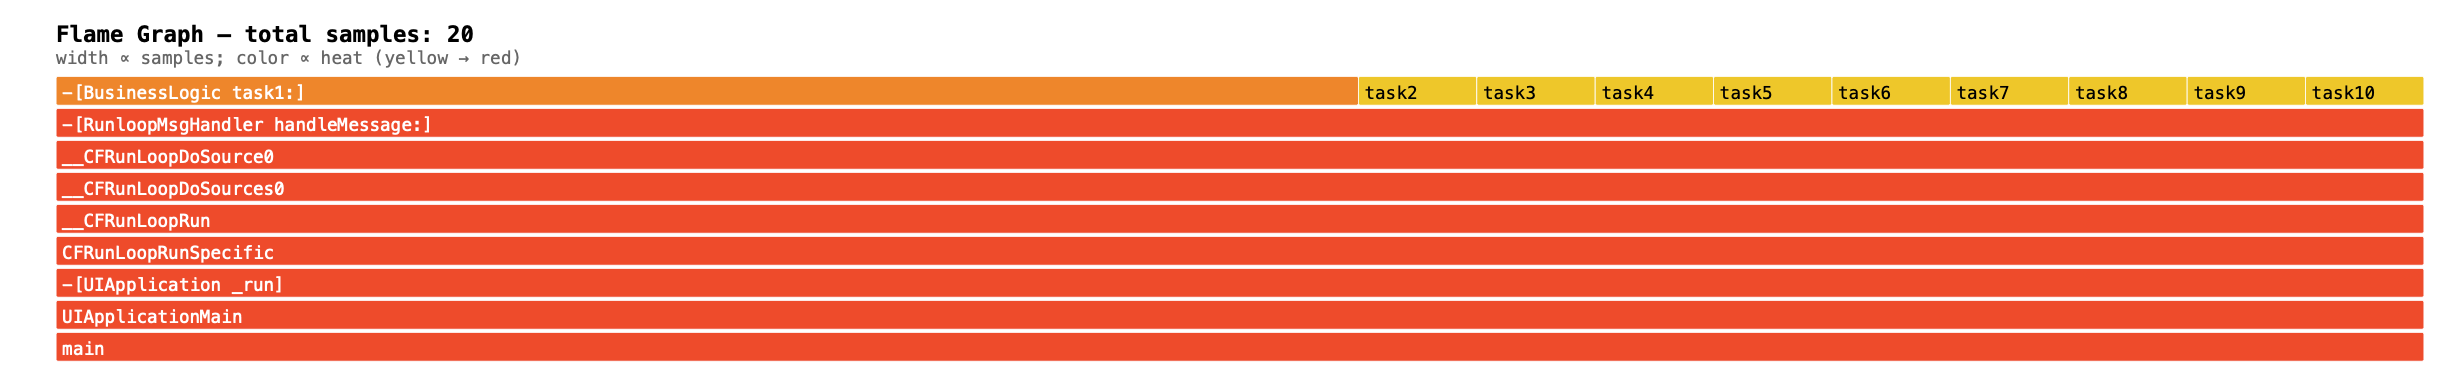 Flame Graph — total samples: 20
width ∝ samples; color ∝ heat (yellow → red)
-[BusinessLogic task1:] task2 task3 task4 task5 task6 task7 task8 task9 task10
-[RunloopMsgHandler handleMessage:]
__CFRunLoopDoSource0
__CFRunLoopDoSources0
__CFRunLoopRun
CFRunLoopRunSpecific
-[UIApplication _run]
UIApplicationMain
main